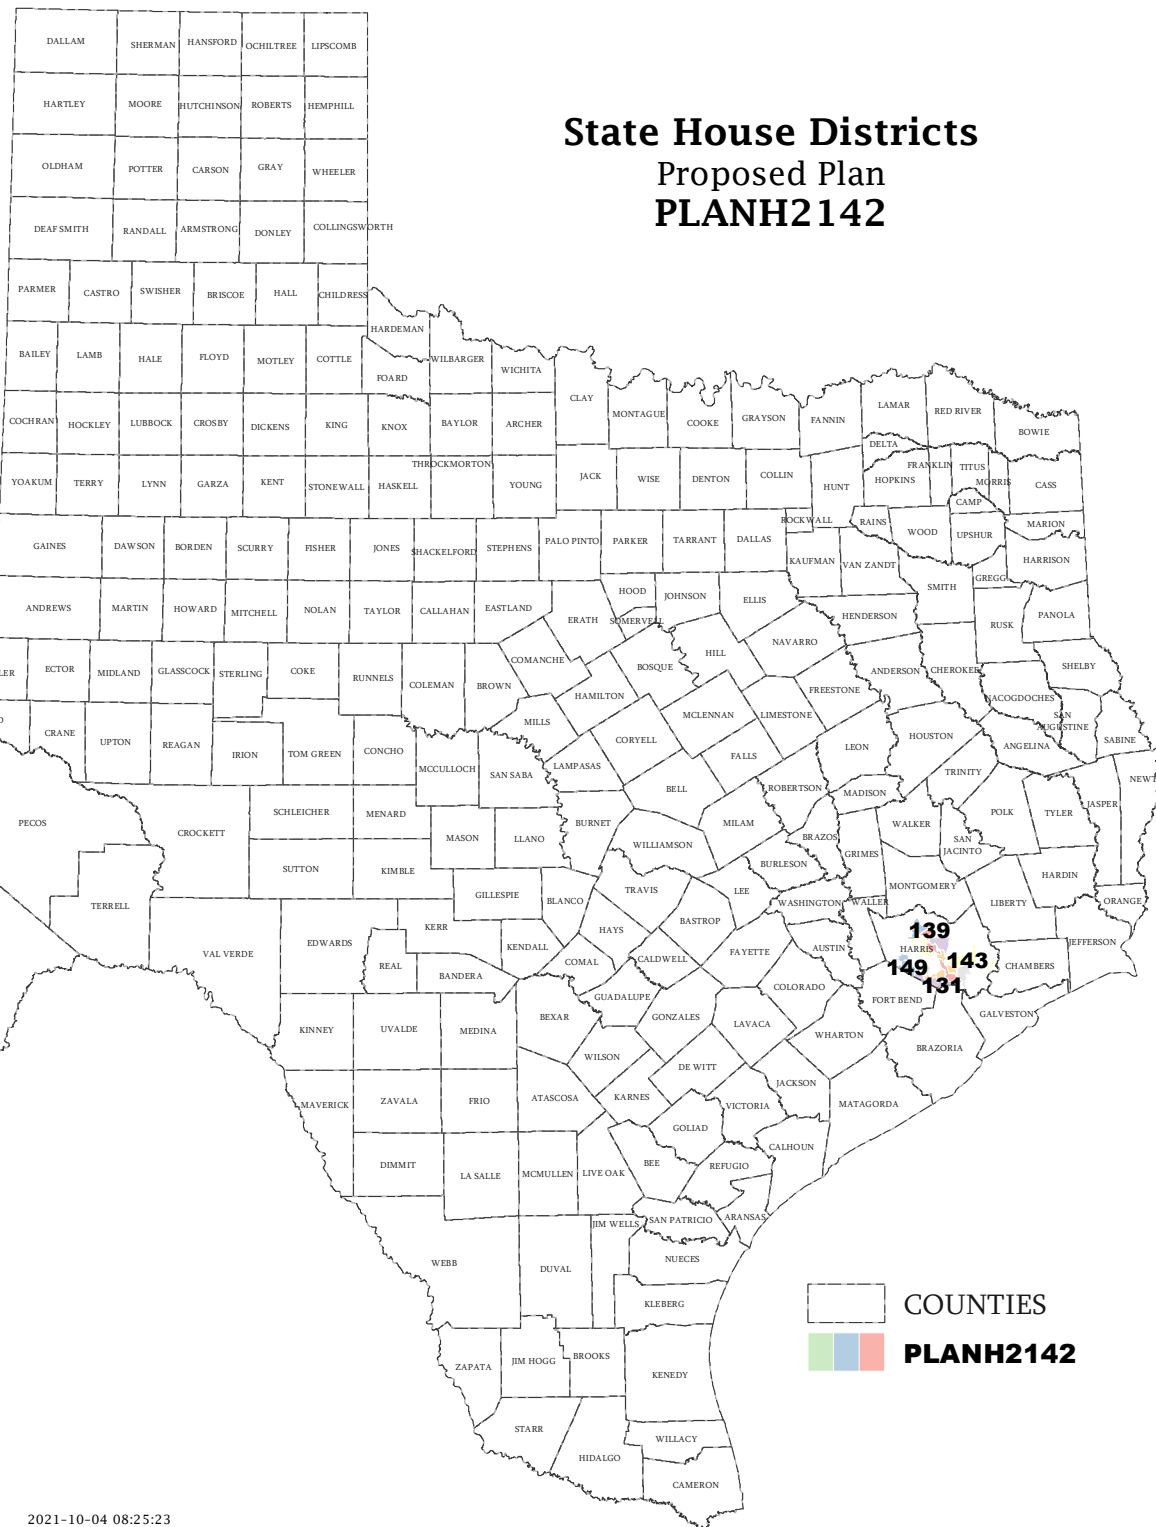 State House Districts
Proposed Plan
PLANH2142
DALLAM SHERMAN HANSFORD OCHILTREE LIPSCOMB
HARTLEY MOORE HUTCHINSON ROBERTS HEMPHILL
OLDHAM POTTER CARSON GRAY WHEELER
DEAF SMITH RANDALL ARMSTRONG DONLEY COLLINGSWORTH
PARMER CASTRO SWISHER BRISCOE HALL CHILDRESS
HARDEMAN
BAILEY LAMB HALE FLOYD MOTLEY COTTLE WILBARGER WICHITA
FOARD
CLAY
COCHRAN HOCKLEY LUBBOCK CROSBY DICKENS KING KNOX BAYLOR ARCHER MONTAGUE COOKE GRAYSON FANNIN LAMAR RED RIVER BOWIE
DELTA
THROCKMORTON
YOAKUM TERRY LYNN GARZA KENT STONEWALL HASKELL YOUNG JACK WISE DENTON COLLIN HUNT HOPKINS FRANKLIN TITUS MORRIS CASS
CAMP
ROCKWALL RAINS WOOD UPSHUR MARION
GAINES DAWSON BORDEN SCURRY FISHER JONES SHACKELFORD STEPHENS PALO PINTO PARKER TARRANT DALLAS KAUFMAN VAN ZANDT HARRISON
SMITH GREGG
HOOD JOHNSON ELLIS
ANDREWS MARTIN HOWARD MITCHELL NOLAN TAYLOR CALLAHAN EASTLAND ERATH SOMERVELL HENDERSON RUSK PANOLA
NAVARRO
LER ECTOR MIDLAND GLASSCOCK STERLING COKE RUNNELS COLEMAN BROWN COMANCHE BOSQUE HILL ANDERSON CHEROKEE SHELBY
HAMILTON FREESTONE NACOGDOCHES
D CRANE UPTON REAGAN IRION TOM GREEN CONCHO MILLS CORYELL MCLENNAN LIMESTONE LEON HOUSTON ANGELINA SAN
AUGUSTINE SABINE
MCCULLOCH SAN SABA LAMPASAS FALLS TRINITY NEWT
BELL ROBERTSON MADISON
PECOS CROCKETT SCHLEICHER MENARD MASON LLANO BURNET MILAM BRAZOS WALKER POLK TYLER JASPER
WILLIAMSON GRIMES SAN
JACINTO
SUTTON KIMBLE BURLESON
TERRELL GILLESPIE BLANCO TRAVIS LEE WASHINGTON WALLER MONTGOMERY LIBERTY HARDIN ORANGE
VAL VERDE EDWARDS KERR KENDALL HAYS BASTROP FAYETTE AUSTIN HARRIS JEFFERSON
139
REAL BANDERA COMAL CALDWELL CHAMBERS
149 143
131
KINNEY UVALDE MEDINA BEXAR GUADALUPE GONZALES COLORADO FORT BEND GALVESTON
LAVACA WHARTON BRAZORIA
WILSON DE WITT
MAVERICK ZAVALA FRIO ATASCOSA KARNES VICTORIA JACKSON MATAGORDA
GOLIAD
DIMMIT LA SALLE MCMULLEN LIVE OAK BEE REFUGIO CALHOUN
JIM WELLS SAN PATRICIO ARANSAS
WEBB DUVAL NUECES
KLEBERG
ZAPATA JIM HOGG BROOKS KENEDY
STARR HIDALGO WILLACY
CAMERON
COUNTIES
PLANH2142
2021-10-04 08:25:23